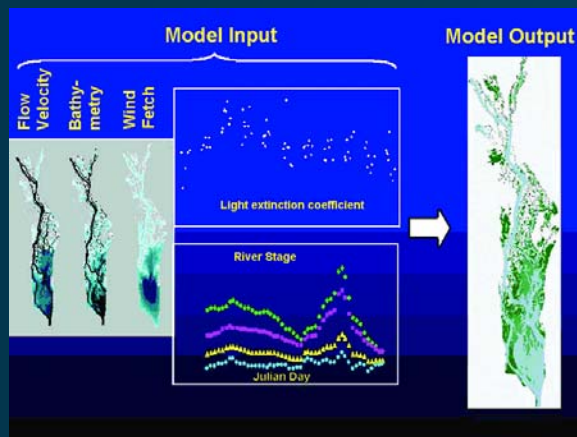 Model Input
Model Output
Flow
Velocity
Bathy-
metry
Wind
Fetch
Light extinction coefficient
River Stage
Julian Day